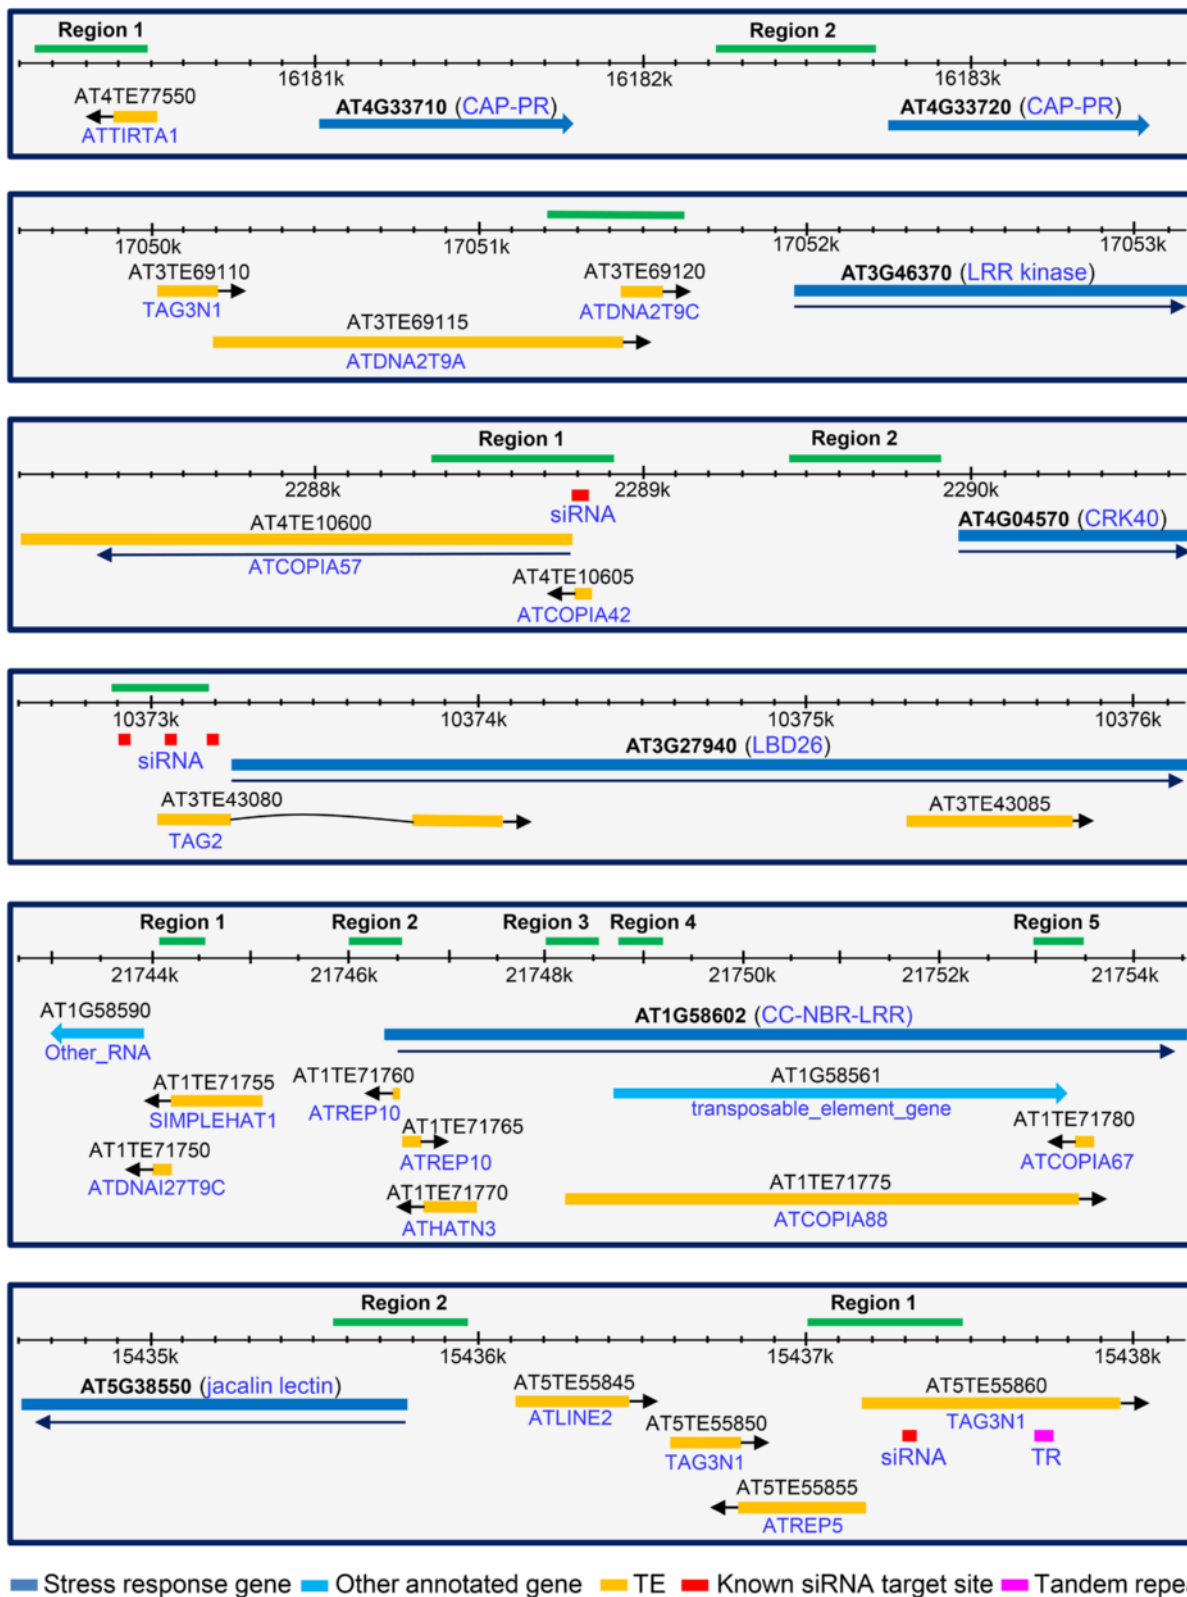 Region 1 Region 2
16181k 16182k 16183k
AT4TE77550 AT4G33710 (CAP-PR) AT4G33720 (CAP-PR)
ATTIRTA1
17050k 17051k 17052k 17053k
AT3TE69110 AT3TE69120 AT3G46370 (LRR kinase)
TAG3N1 ATDNA2T9C
AT3TE69115
ATDNA2T9A
Region 1 Region 2
2288k 2289k 2290k
AT4TE10600 siRNA AT4G04570 (CRK40)
ATCOPIA57
AT4TE10605
ATCOPIA42
10373k 10374k 10375k 10376k
siRNA AT3G27940 (LBD26)
AT3TE43080 AT3TE43085
TAG2
Region 1 Region 2 Region 3 Region 4 Region 5
21744k 21746k 21748k 21750k 21752k 21754k
AT1G58590 AT1G58602 (CC-NBR-LRR)
Other_RNA
AT1TE71755 AT1TE71760 AT1G58561
SIMPLEHAT1 ATREP10 transposable_element_gene
AT1TE71765 AT1TE71780
AT1TE71750 ATREP10 ATCOPIA67
ATDNAI27T9C AT1TE71770 AT1TE71775
ATHATN3 ATCOPIA88
Region 2 Region 1
15435k 15436k 15437k 15438k
AT5G38550 (jacalin lectin) AT5TE55845 AT5TE55860
ATLINE2 TAG3N1
AT5TE55850
TAG3N1 siRNA TR
AT5TE55855
ATREP5
Stress response gene Other annotated gene TE Known siRNA target site Tandem repea